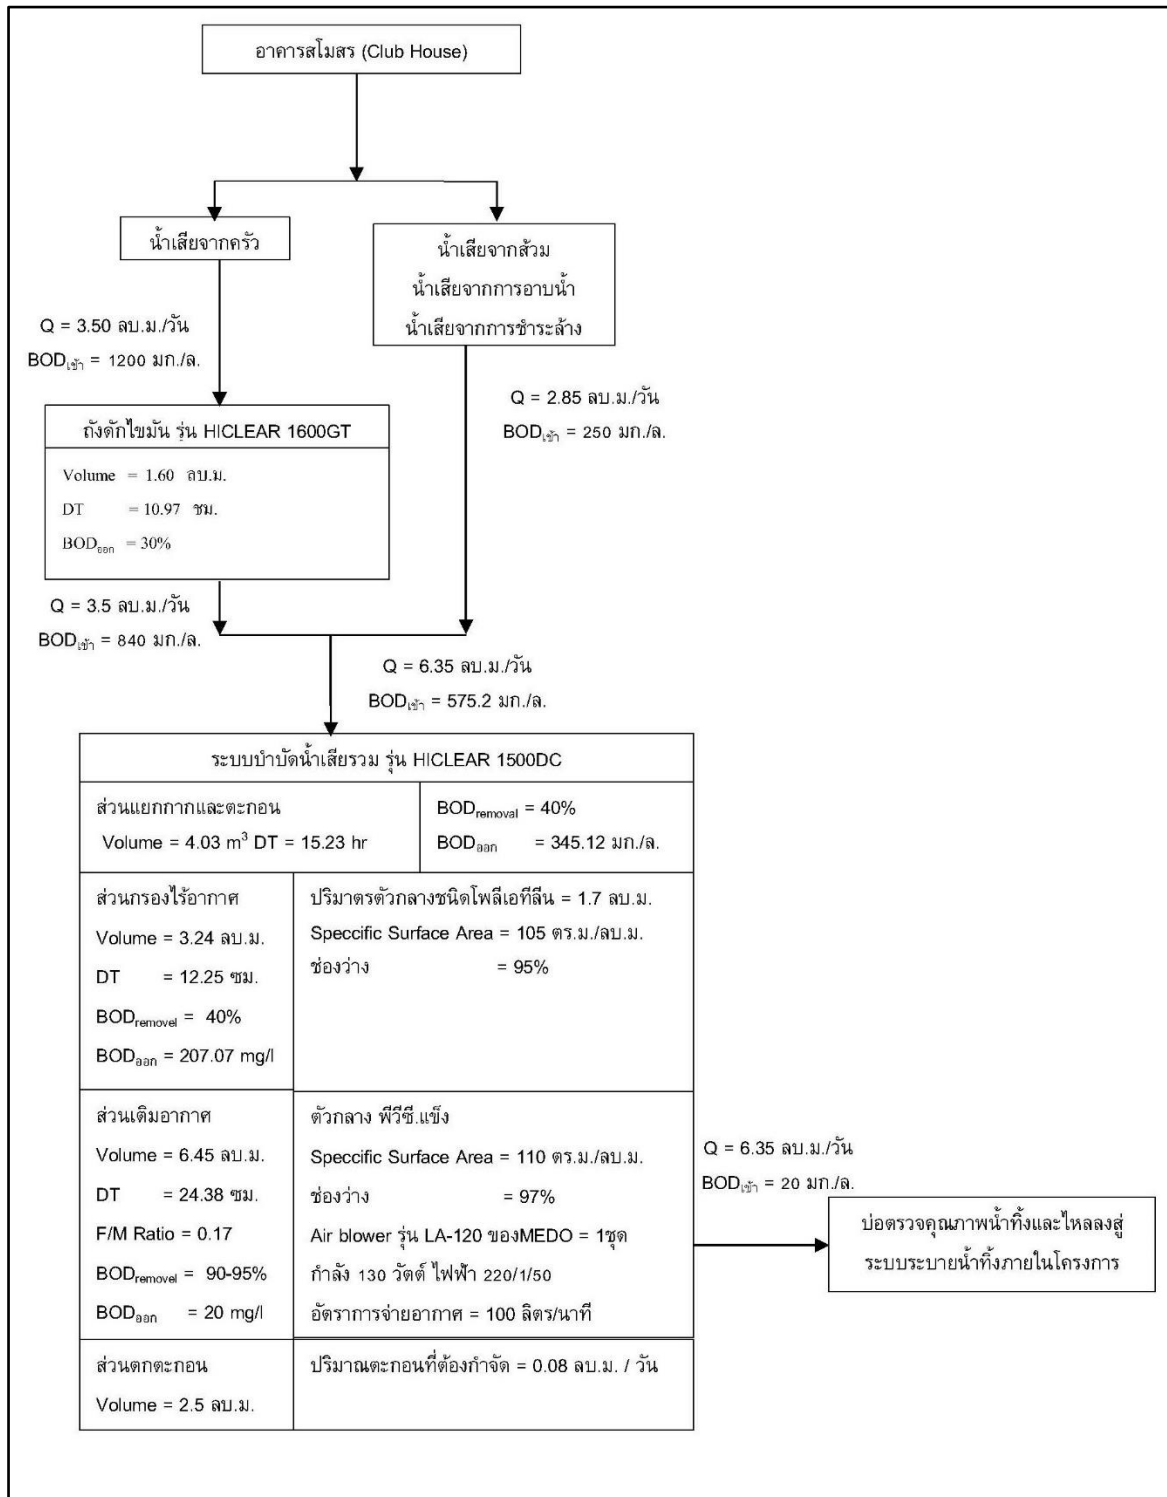 อาคารสโมสร (Club House)
น้ำเสียจากครัว
น้ำเสียจากส้วม
น้ำเสียจากการอาบน้ำ
น้ำเสียจากการชำระล้าง
Q = 3.50 ลบ.ม./วัน
BODเข้า = 1200 มก./ล.
Q = 2.85 ลบ.ม./วัน
BODเข้า = 250 มก./ล.
ถังดักไขมัน รุ่น HICLEAR 1600GT
Volume = 1.60 ลบ.ม.
DT = 10.97 ชม.
BODออก = 30%
Q = 3.5 ลบ.ม./วัน
BODเข้า = 840 มก./ล.
Q = 6.35 ลบ.ม./วัน
BODเข้า = 575.2 มก./ล.
ระบบบำบัดน้ำเสียรวม รุ่น HICLEAR 1500DC
ส่วนแยกกากและตะกอน
Volume = 4.03 m³ DT = 15.23 hr
BODremoval = 40%
BODออก = 345.12 มก./ล.
ส่วนกรองไร้อากาศ
Volume = 3.24 ลบ.ม.
DT = 12.25 ซม.
BODremovel = 40%
BODออก = 207.07 mg/l
ปริมาตรตัวกลางชนิดโพลีเอทีลีน = 1.7 ลบ.ม.
Speccific Surface Area = 105 ตร.ม./ลบ.ม.
ช่องว่าง = 95%
ส่วนเติมอากาศ
Volume = 6.45 ลบ.ม.
DT = 24.38 ซม.
F/M Ratio = 0.17
BODremovel = 90-95%
BODออก = 20 mg/l
ตัวกลาง พีวีซี.แข็ง
Speccific Surface Area = 110 ตร.ม./ลบ.ม.
ช่องว่าง = 97%
Air blower รุ่น LA-120 ของMEDO = 1ชุด
กำลัง 130 วัตต์ ไฟฟ้า 220/1/50
อัตราการจ่ายอากาศ = 100 ลิตร/นาที
ส่วนตกตะกอน
Volume = 2.5 ลบ.ม.
ปริมาณตะกอนที่ต้องกำจัด = 0.08 ลบ.ม. / วัน
Q = 6.35 ลบ.ม./วัน
BODเข้า = 20 มก./ล.
บ่อตรวจคุณภาพน้ำทิ้งและไหลลงสู่
ระบบระบายน้ำทิ้งภายในโครงการ